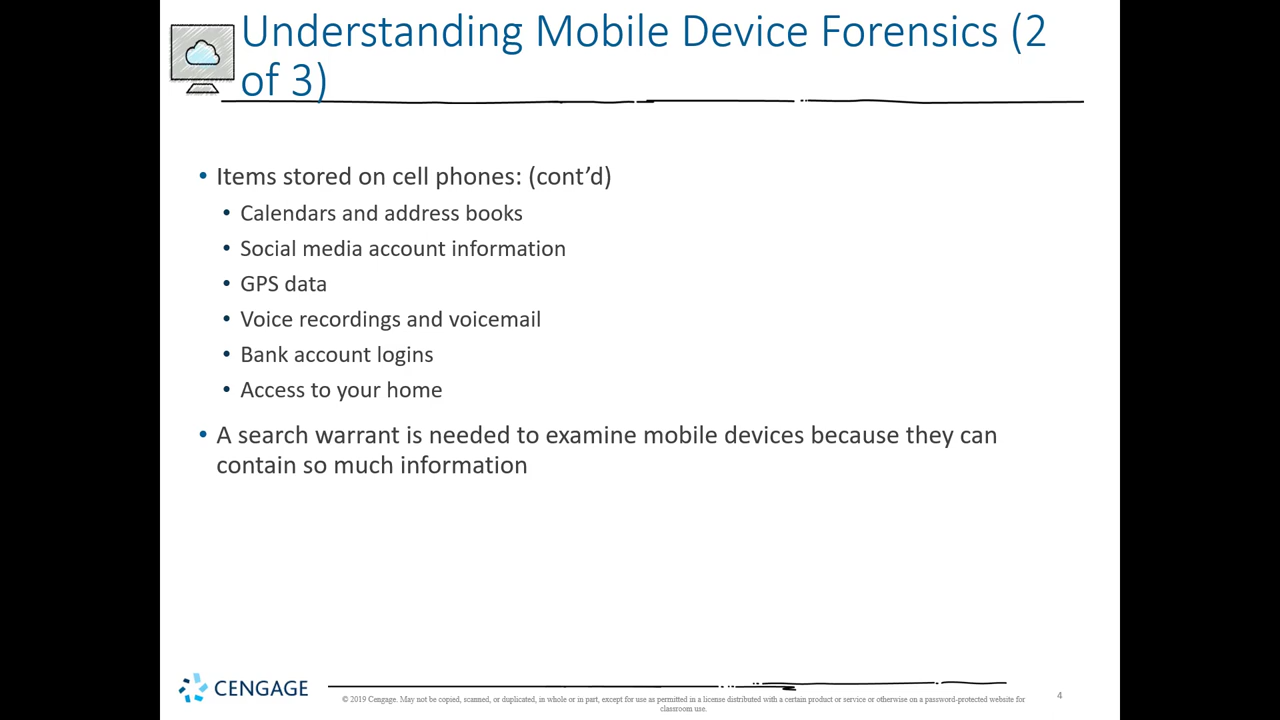 Understanding Mobile Device Forensics (2
of 3)
• Items stored on cell phones: (cont’d)
• Calendars and address books
• Social media account information
• GPS data
• Voice recordings and voicemail
• Bank account logins
• Access to your home
• A search warrant is needed to examine mobile devices because they can
contain so much information
CENGAGE
© 2019 Cengage. May not be copied, scanned, or duplicated, in whole or in part, except for use as permitted in a license distributed with a certain product or service or otherwise on a password-protected website for
classroom use.
4